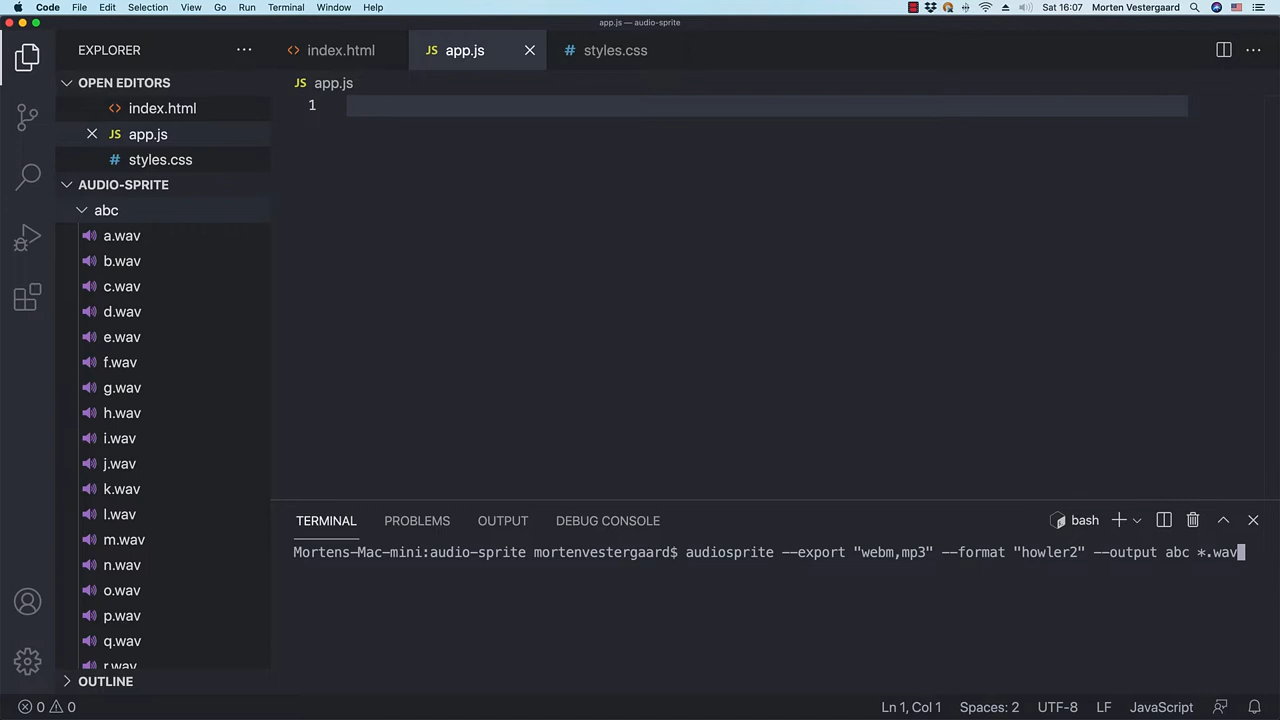 Code File Edit Selection View Go Run Terminal Window Help Sat 16:07 Morten Vestergaard
app.js — audio-sprite
EXPLORER
index.html
JS app.js
# styles.css
OPEN EDITORS
index.html
JS app.js
# styles.css
JS app.js
1
AUDIO-SPRITE
abc
a.wav
b.wav
c.wav
d.wav
e.wav
f.wav
g.wav
h.wav
i.wav
j.wav
k.wav
l.wav
m.wav
n.wav
o.wav
p.wav
q.wav
r.wav
OUTLINE
TERMINAL PROBLEMS OUTPUT DEBUG CONSOLE bash
Mortens-Mac-mini:audio-sprite mortenvestergaard$ audiosprite --export "webm,mp3" --format "howler2" --output abc *.wav
0 0 Ln 1, Col 1 Spaces: 2 UTF-8 LF JavaScript